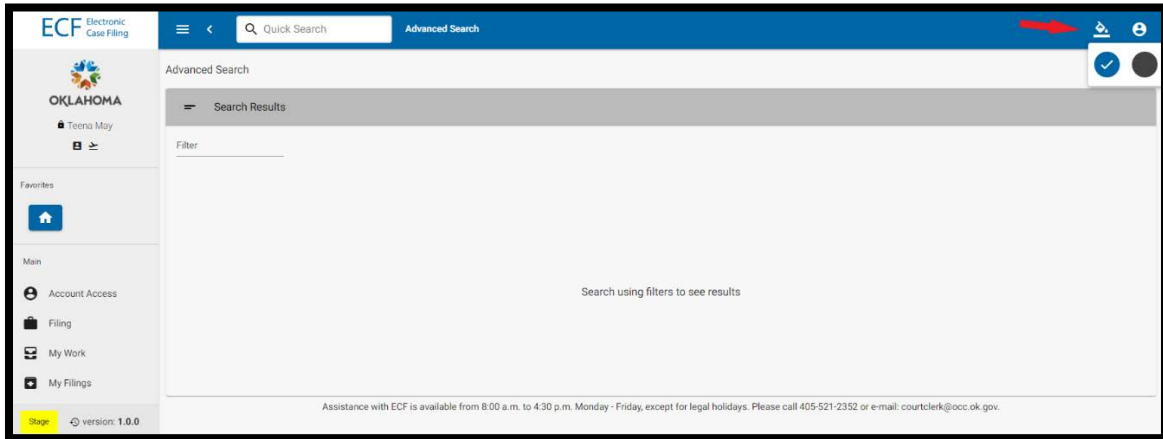 ECF Electronic
Case Filing
Quick Search
Advanced Search
OKLAHOMA
Teena May
Favorites
Main
Account Access
Filing
My Work
My Filings
Stage
version: 1.0.0
Advanced Search
Search Results
Filter
Search using filters to see results
Assistance with ECF is available from 8:00 a.m. to 4:30 p.m. Monday - Friday, except for legal holidays. Please call 405-521-2352 or e-mail: courtclerk@occ.ok.gov.